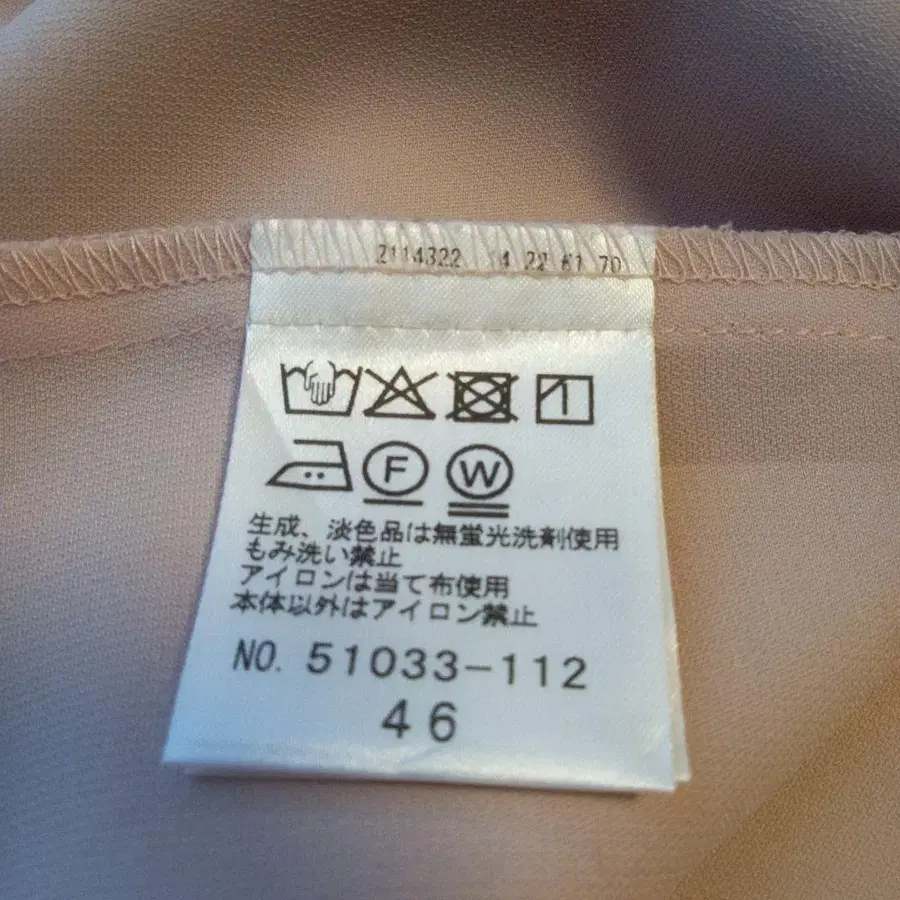 2114322 4 22 61 70
F W
生成、淡色品は無蛍光洗剤使用
もみ洗い禁止
アイロンは当て布使用
本体以外はアイロン禁止
NO. 51033-112
46